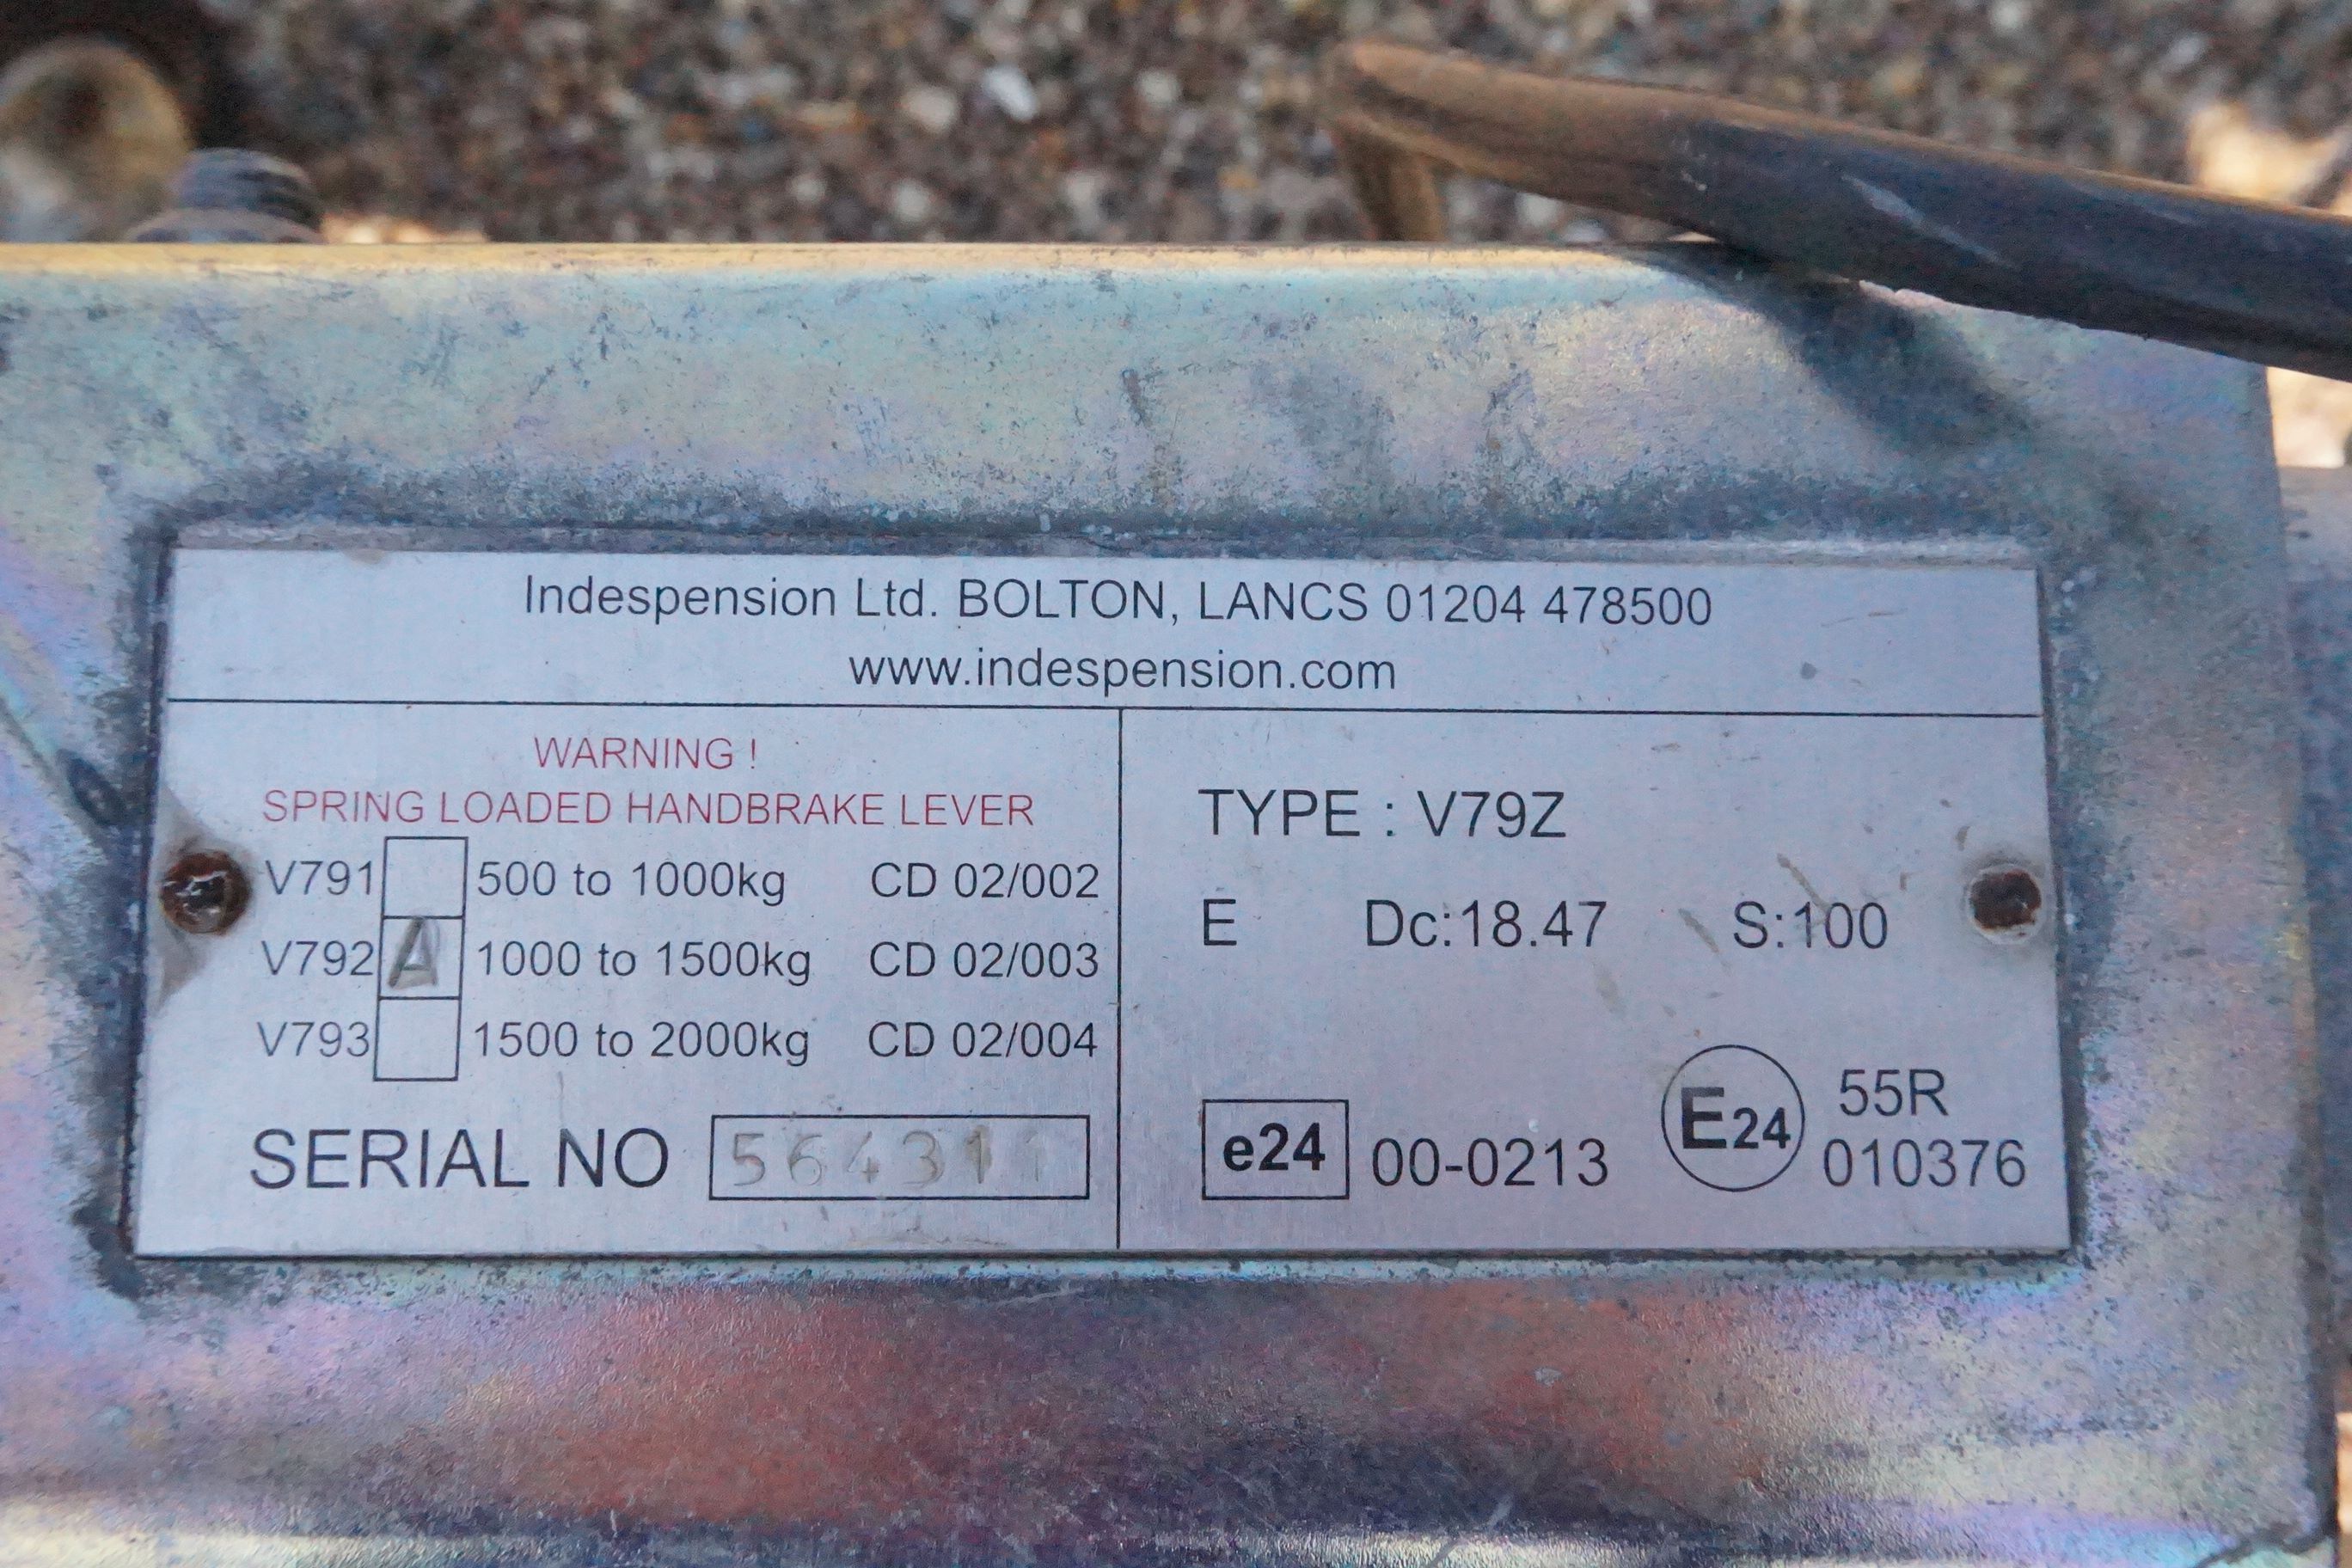 Indespension Ltd. BOLTON, LANCS 01204 478500
www.indespension.com
WARNING !
SPRING LOADED HANDBRAKE LEVER
V791 500 to 1000kg CD 02/002
V792 A 1000 to 1500kg CD 02/003
V793 1500 to 2000kg CD 02/004
SERIAL NO 564311
TYPE : V79Z
E Dc:18.47 S:100
e24 00-0213
E24 55R
010376